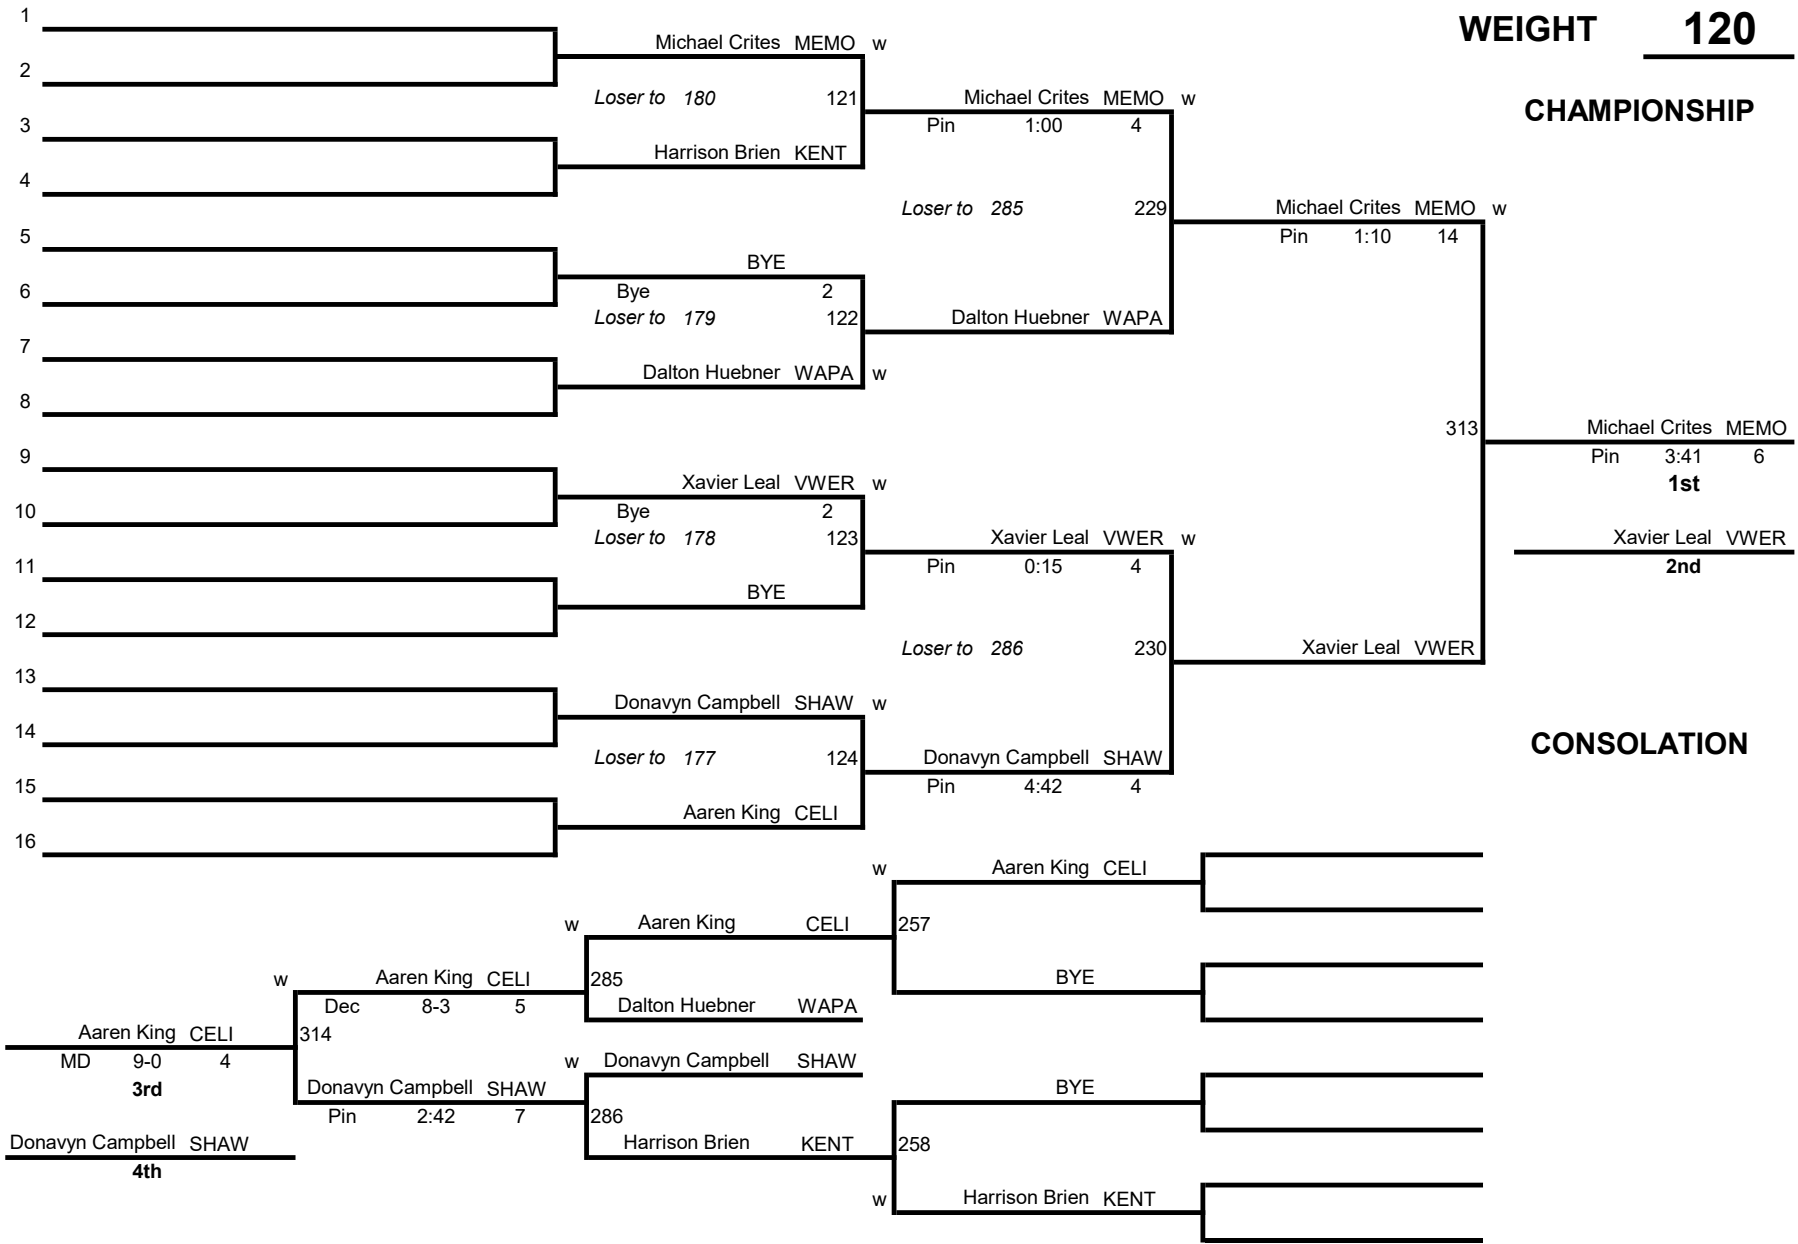 1
WEIGHT 120
Michael Crites MEMO w
2
Loser to 180 121 Michael Crites MEMO w
CHAMPIONSHIP
3
Pin 1:00 4
Harrison Brien KENT
4
Loser to 285 229 Michael Crites MEMO w
5
Pin 1:10 14
BYE
6
Bye 2
Loser to 179 122 Dalton Huebner WAPA
7
Dalton Huebner WAPA w
8
313 Michael Crites MEMO
9
Pin 3:41 6
Xavier Leal VWER w
1st
10
Bye 2
Loser to 178 123 Xavier Leal VWER w
Xavier Leal VWER
11
Pin 0:15 4
2nd
BYE
12
Loser to 286 230 Xavier Leal VWER
13
Donavyn Campbell SHAW w
14
CONSOLATION
Loser to 177 124 Donavyn Campbell SHAW
15
Pin 4:42 4
Aaren King CELI
16
w Aaren King CELI
w Aaren King CELI 257
w Aaren King CELI 285 BYE
Dec 8-3 5 Dalton Huebner WAPA
Aaren King CELI 314
MD 9-0 4 w Donavyn Campbell SHAW
3rd Donavyn Campbell SHAW BYE
Pin 2:42 7 286
Donavyn Campbell SHAW Harrison Brien KENT 258
4th
w Harrison Brien KENT